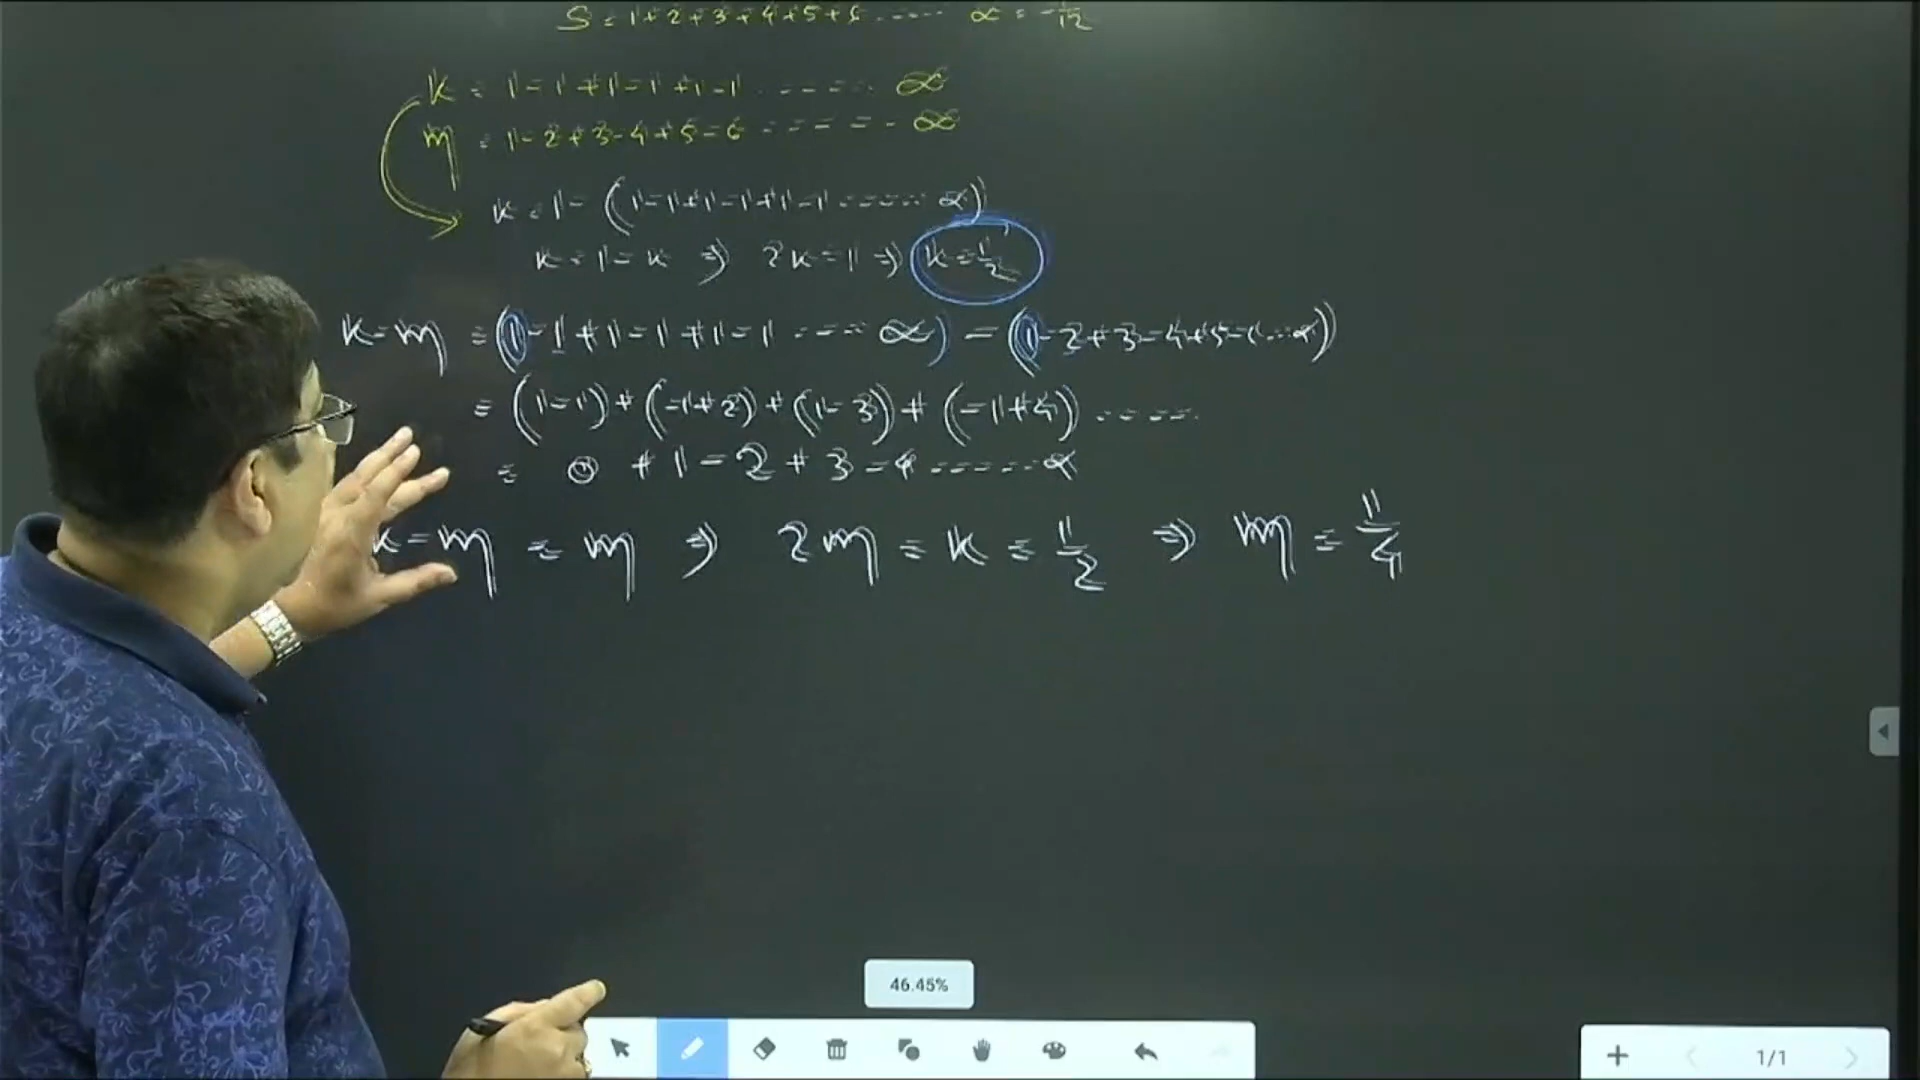 S = 1+2+3+4+5+6 ....... ∝ = -1/12
K = 1-1+1-1+1-1 ........ ∞
m = 1-2+3-4+5-6 ------- ∞
K = 1-(1-1+1-1+1-1 ....... ∝)
K = 1-K ⇒ 2K = 1 ⇒ K = 1/2
K-m = (1-1+1-1+1-1 ....... ∞) - (1-2+3-4+5-6 ... ∝)
= (1-1) + (-1+2) + (1-3) + (-1+4) ......
= 0 + 1-2+3-4 ------- ∝
K-m = m ⇒ 2m = K = 1/2 ⇒ m = 1/4
46.45%
1/1